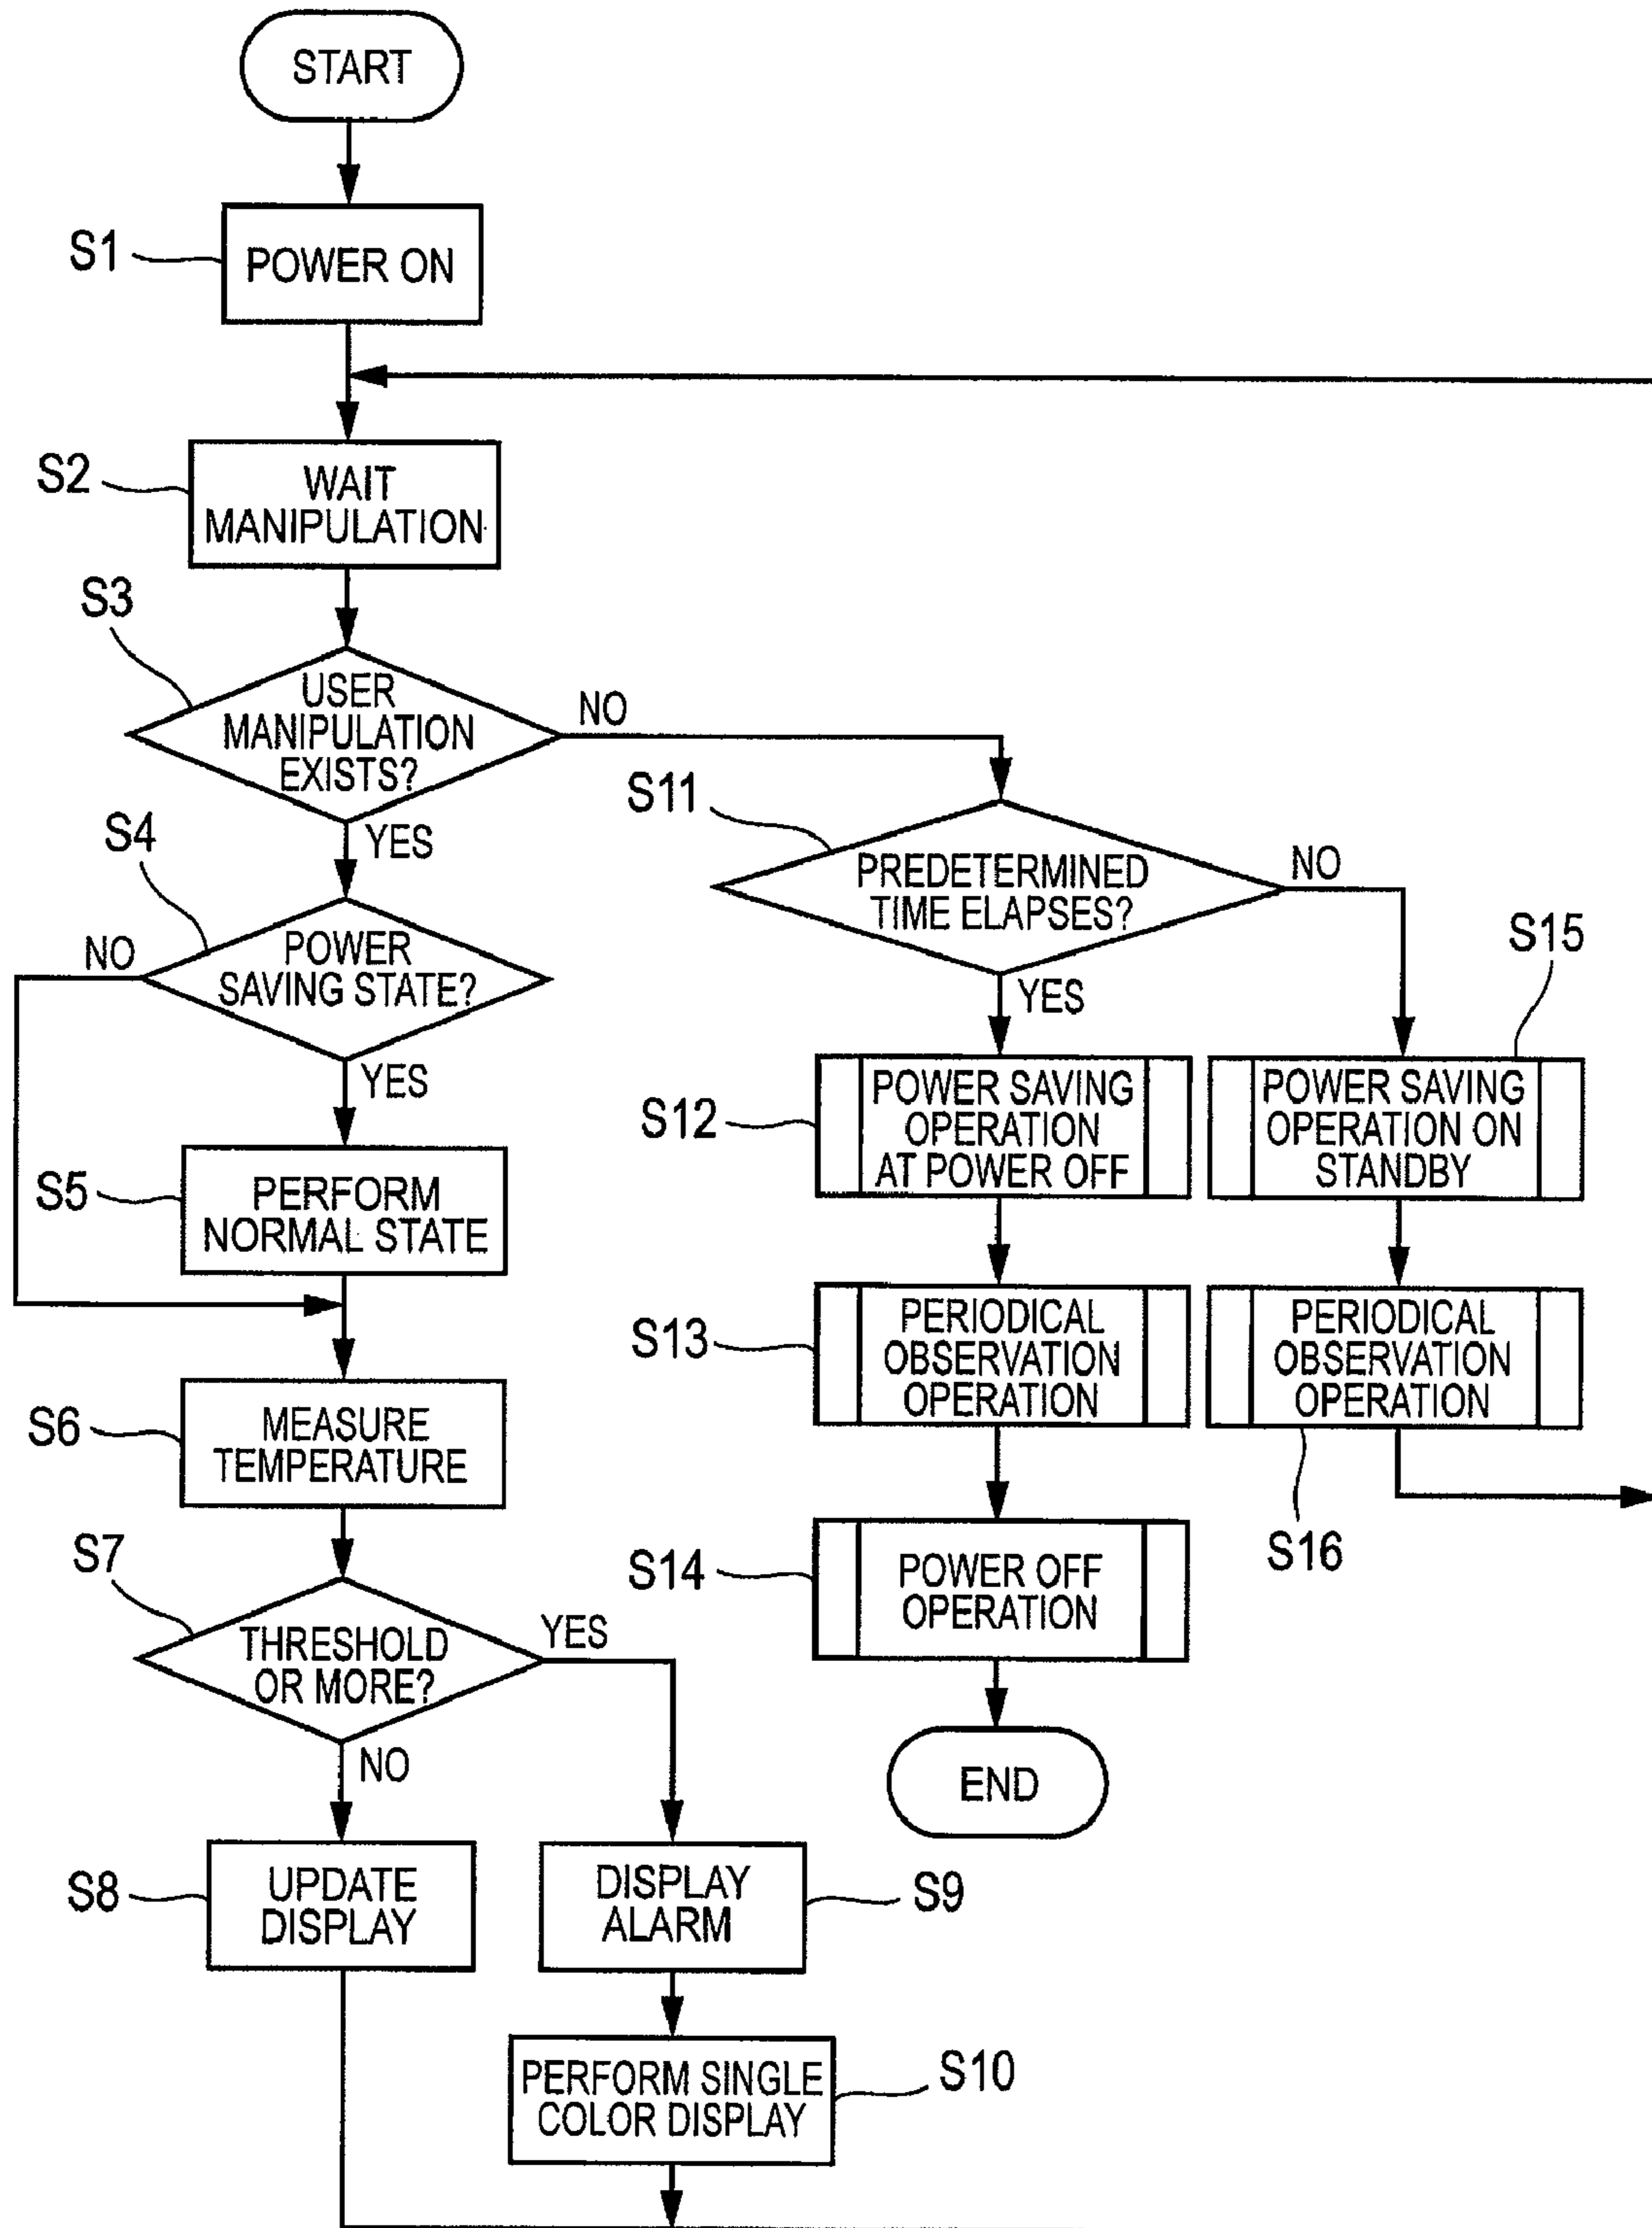 START
S1
POWER ON
S2
WAIT
MANIPULATION
S3
USER
MANIPULATION
EXISTS?
NO
YES
S4
POWER
SAVING STATE?
NO
YES
S5
PERFORM
NORMAL STATE
S6
MEASURE
TEMPERATURE
S7
THRESHOLD
OR MORE?
YES
NO
S8
UPDATE
DISPLAY
DISPLAY
ALARM
S9
PERFORM SINGLE
COLOR DISPLAY
S10
S11
PREDETERMINED
TIME ELAPSES?
NO
YES
S12
POWER SAVING
OPERATION
AT POWER OFF
S13
PERIODICAL
OBSERVATION
OPERATION
S14
POWER OFF
OPERATION
END
S15
POWER SAVING
OPERATION ON
STANDBY
PERIODICAL
OBSERVATION
OPERATION
S16